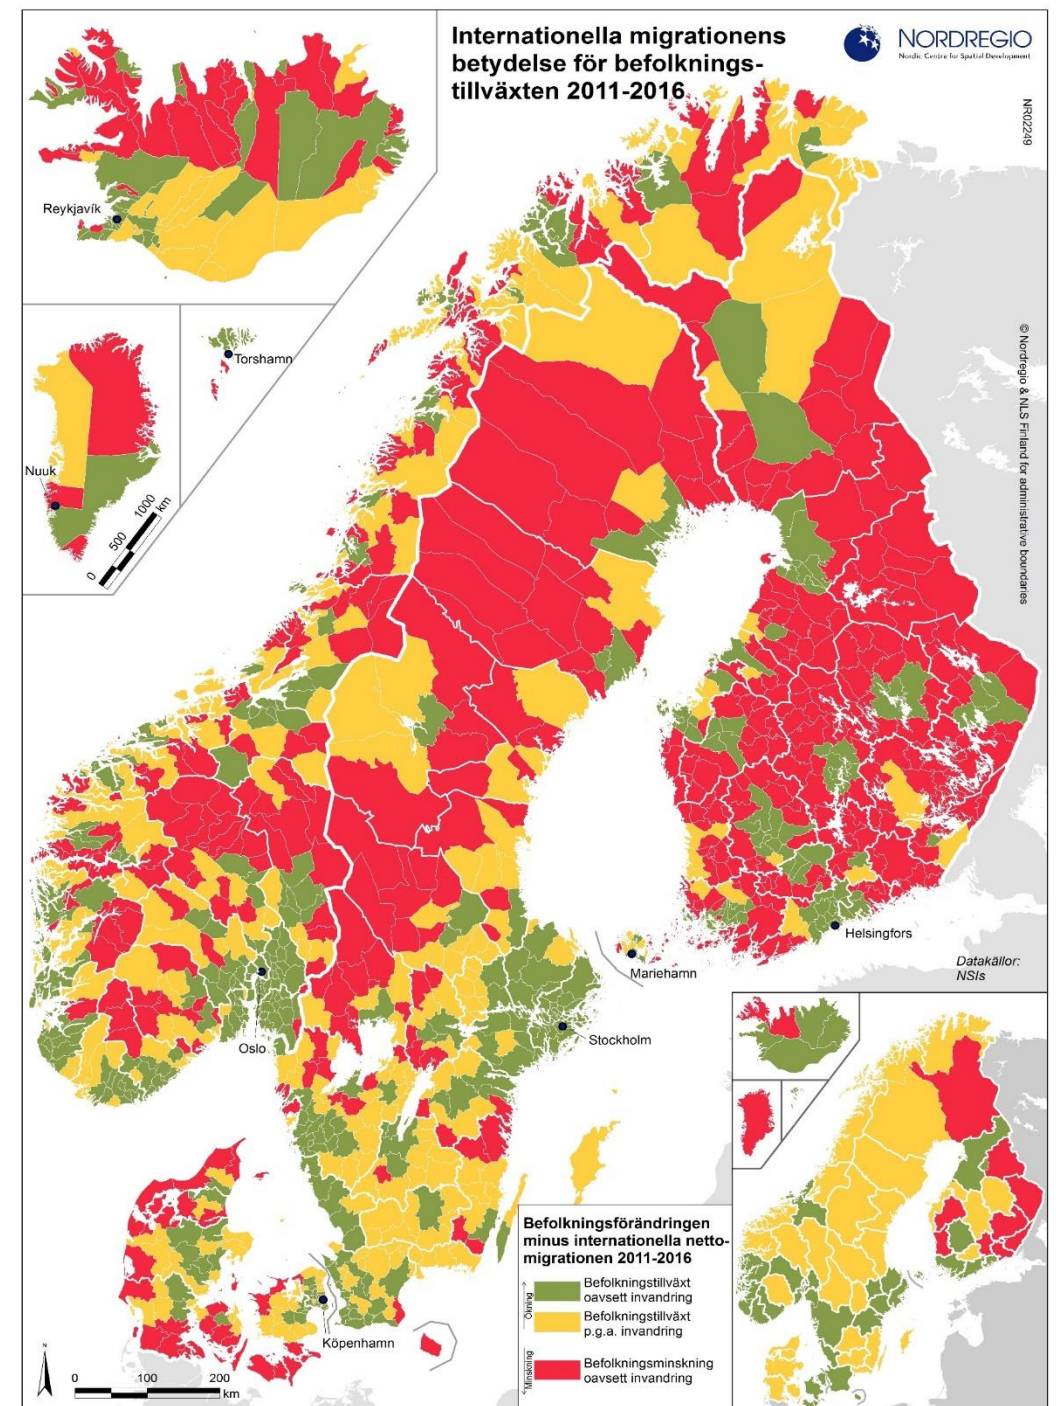 Internationella migrationens
betydelse för befolknings-
tillväxten 2011-2016
NORDREGIO
Nordic Centre for Spatial Development
NR02249
Reykjavík
Torshamn
Nuuk
0 500 1000
km
© Nordregio & NLS Finland for administrative boundaries
Helsingfors
Mariehamn
Datakällor:
NSIs
Stockholm
Oslo
Köpenhamn
Befolkningsförändringen
minus internationella netto-
migrationen 2011-2016
Ökning
Befolkningstillväxt
oavsett invandring
Befolkningstillväxt
p.g.a. invandring
Minskning
Befolkningsminskning
oavsett invandring
N
0 100 200
km